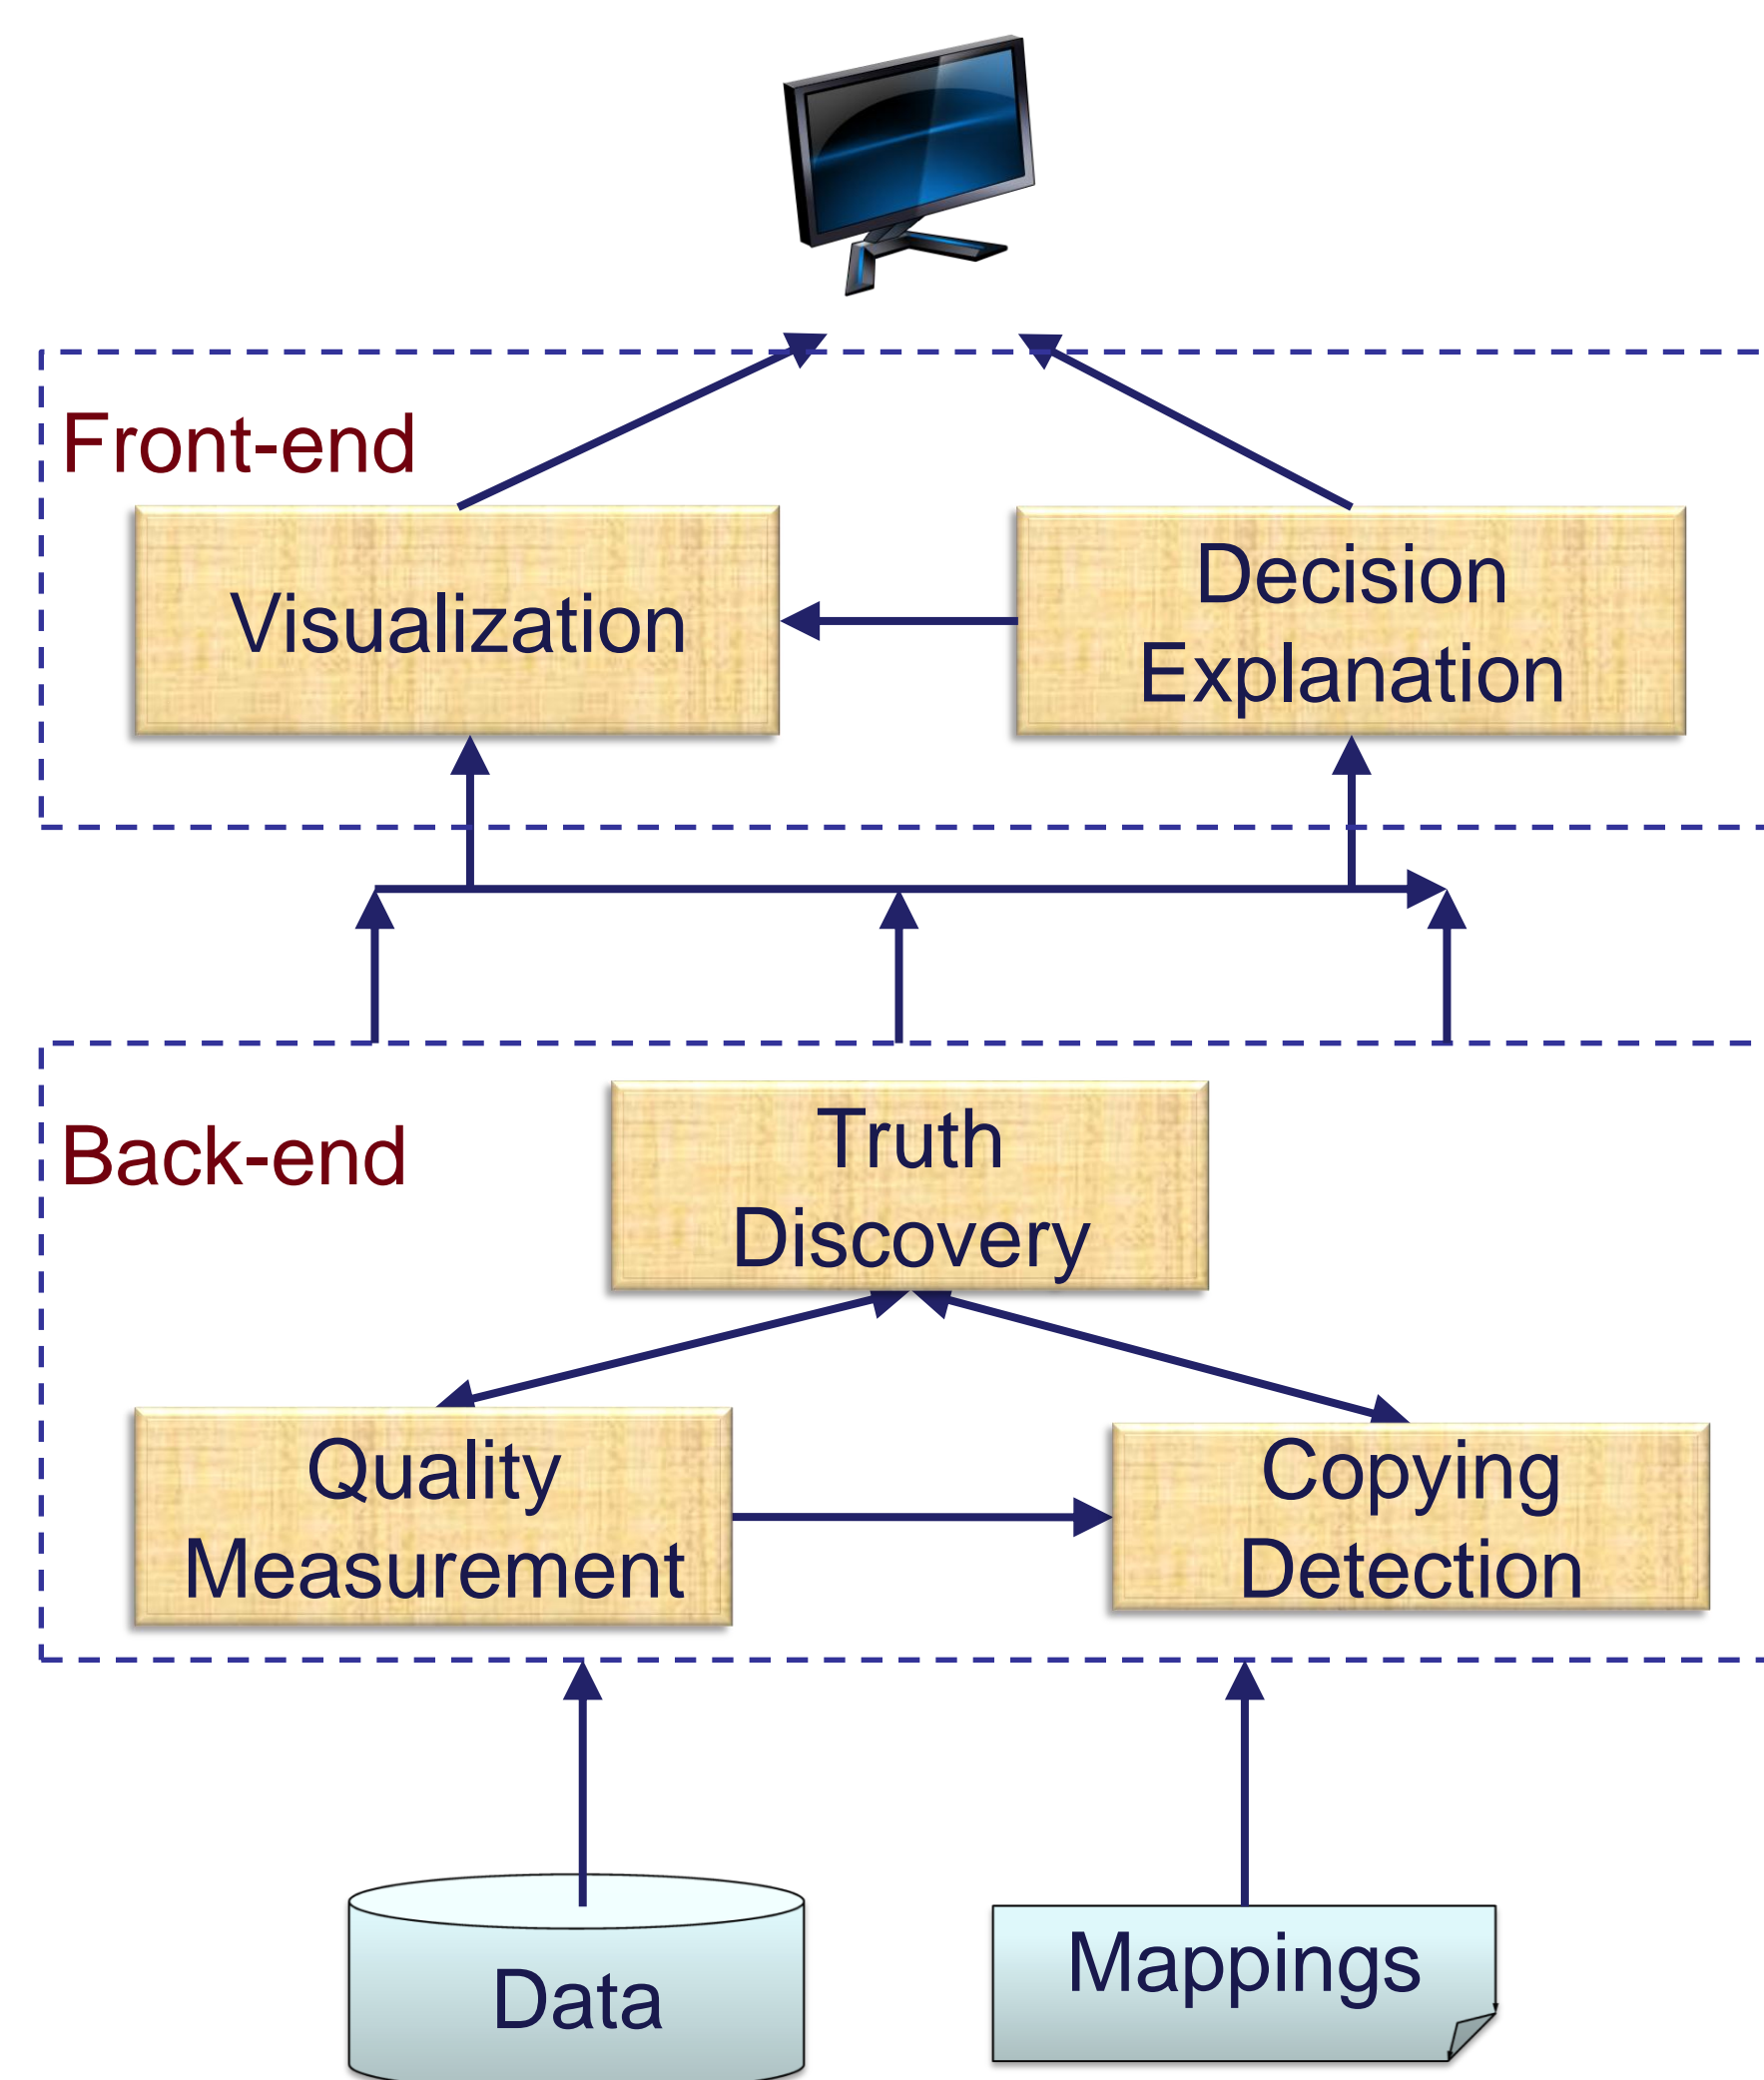 Front-end
Visualization
Decision
Explanation
Back-end
Truth
Discovery
Quality
Measurement
Copying
Detection
Data
Mappings